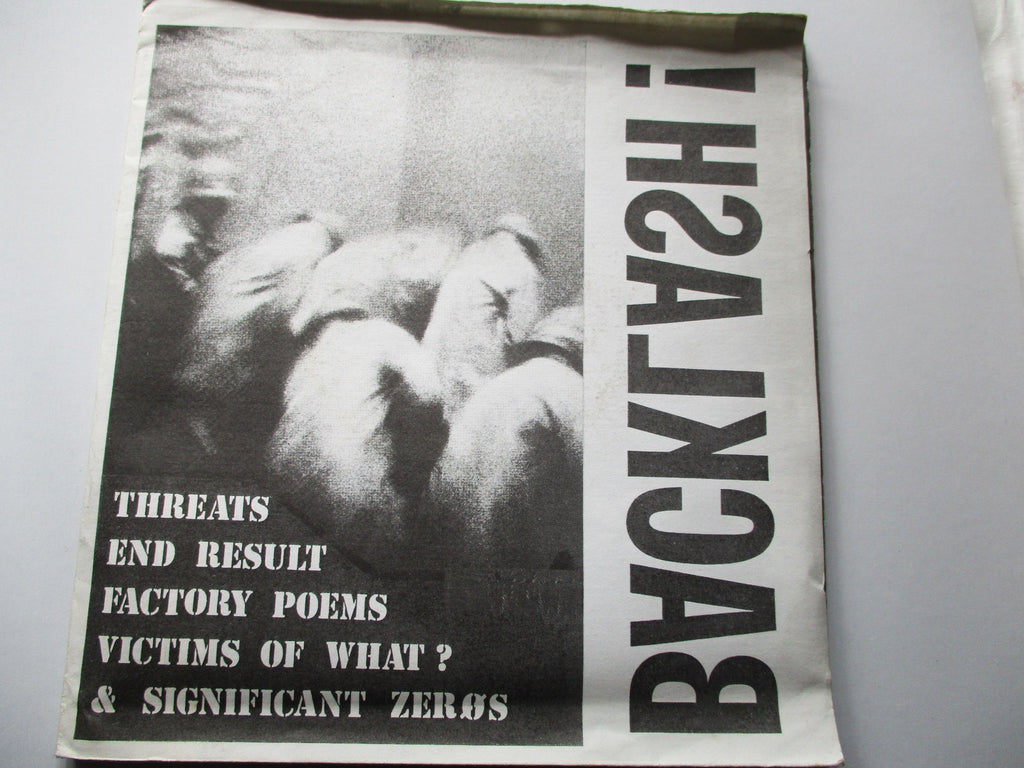 BACKLASH!
THREATS
END RESULT
FACTORY POEMS
VICTIMS OF WHAT?
& SIGNIFICANT ZERØS